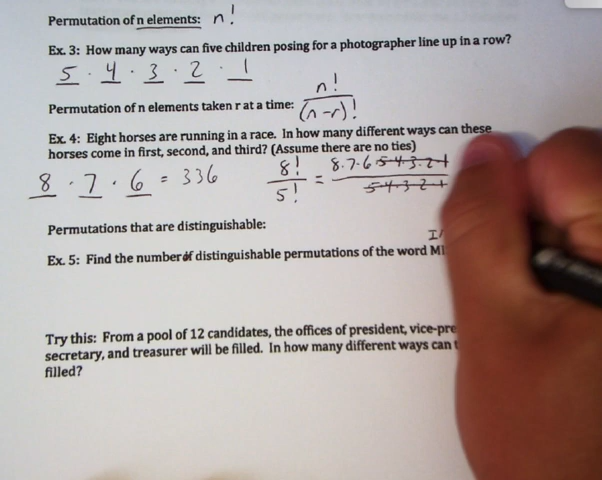 Permutation of n elements: n!
Ex. 3: How many ways can five children posing for a photographer line up in a row?
5 · 4 · 3 · 2 · 1
Permutation of n elements taken r at a time: n!/(n-r)!
Ex. 4: Eight horses are running in a race. In how many different ways can these
horses come in first, second, and third? (Assume there are no ties)
8 · 7 · 6 = 336 8!/5! = 8·7·6·5·4·3·2·1/5·4·3·2·1
Permutations that are distinguishable:
Ex. 5: Find the number of distinguishable permutations of the word
Try this: From a pool of 12 candidates, the offices of president,
secretary, and treasurer will be filled. In how many different ways can
filled?